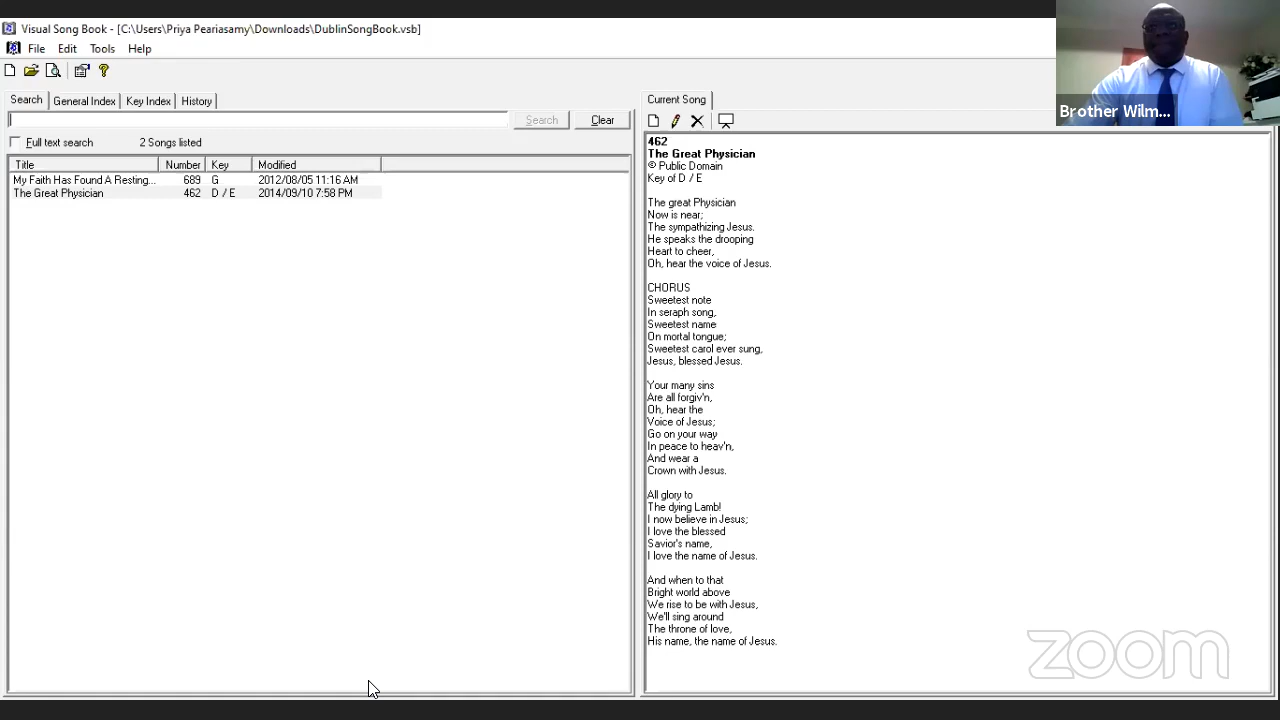 Visual Song Book - [C:\Users\Priya Peariasamy\Downloads\DublinSongBook.vsb]
File Edit Tools Help
Search General Index Key Index History
Search Clear
Full text search 2 Songs listed
Title Number Key Modified
My Faith Has Found A Resting... 689 G 2012/08/05 11:16 AM
The Great Physician 462 D / E 2014/09/10 7:58 PM
Current Song
462
The Great Physician
© Public Domain
Key of D / E
The great Physician
Now is near;
The sympathizing Jesus.
He speaks the drooping
Heart to cheer,
Oh, hear the voice of Jesus.
CHORUS
Sweetest note
In seraph song,
Sweetest name
On mortal tongue;
Sweetest carol ever sung,
Jesus, blessed Jesus.
Your many sins
Are all forgiv'n,
Oh, hear the
Voice of Jesus;
Go on your way
In peace to heav'n,
And wear a
Crown with Jesus.
All glory to
The dying Lamb!
I now believe in Jesus;
I love the blessed
Savior's name,
I love the name of Jesus.
And when to that
Bright world above
We rise to be with Jesus,
We'll sing around
The throne of love,
His name, the name of Jesus.
Brother Wilm...
zoom